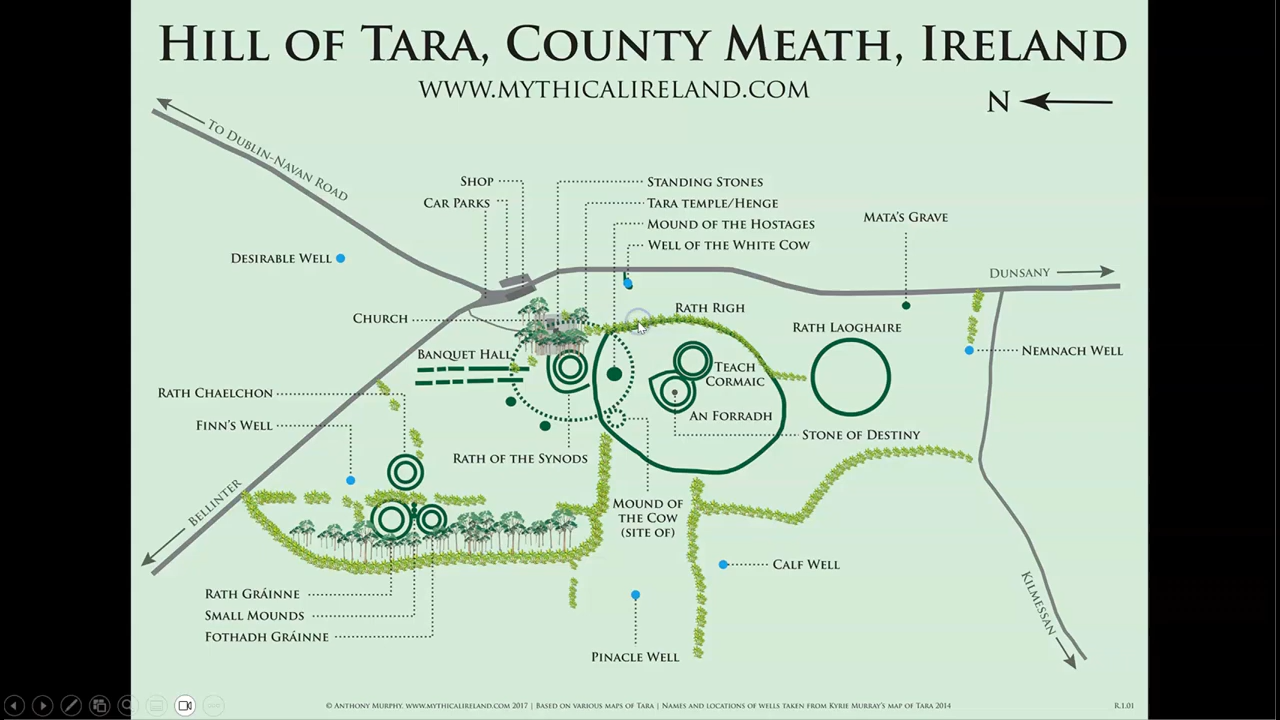 HILL OF TARA, COUNTY MEATH, IRELAND
WWW.MYTHICALIRELAND.COM
N
TO DUBLIN-NAVAN ROAD
SHOP
CAR PARKS
STANDING STONES
TARA TEMPLE/HENGE
MOUND OF THE HOSTAGES
WELL OF THE WHITE COW
MATA'S GRAVE
DESIRABLE WELL
DUNSANY
CHURCH
RATH RIGH
RATH LAOGHAIRE
BANQUET HALL
TEACH
CORMAIC
NEMNACH WELL
RATH CHAELCHON
AN FORRADH
FINN'S WELL
STONE OF DESTINY
RATH OF THE SYNODS
BELLINTER
MOUND OF
THE COW
(SITE OF)
CALF WELL
KILMESSAN
RATH GRÁINNE
SMALL MOUNDS
FOTHADH GRÁINNE
PINACLE WELL
© ANTHONY MURPHY, WWW.MYTHICALIRELAND.COM 2017 | BASED ON VARIOUS MAPS OF TARA | NAMES AND LOCATIONS OF WELLS TAKEN FROM KYRIE MURRAY'S MAP OF TARA 2014
R.1.01